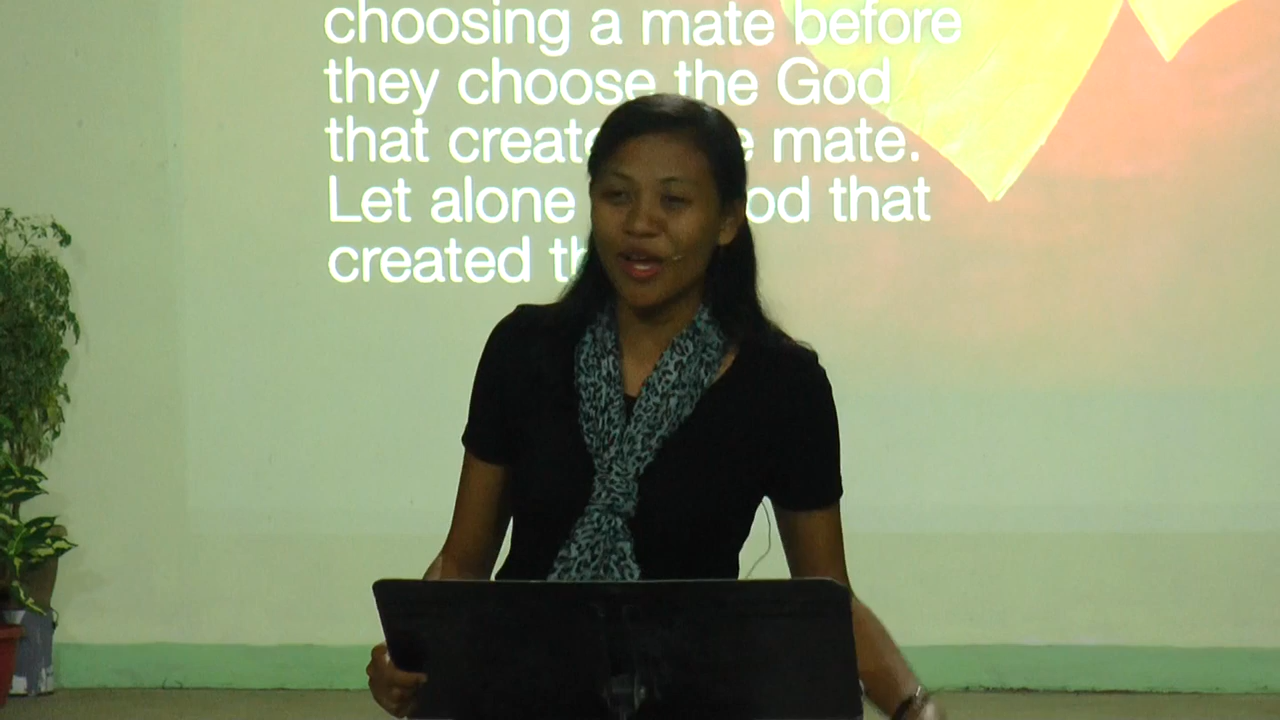 choosing a mate before
they choose the God
that mate.
Let alone that
created